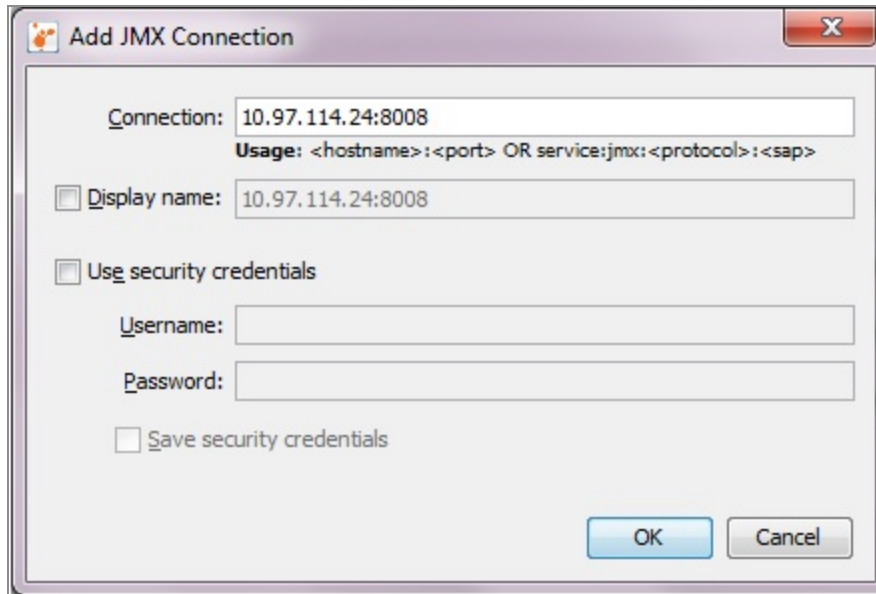 Add JMX Connection
Connection: 10.97.114.24:8008
Usage: <hostname>:<port> OR service:jmx:<protocol>:<sap>
Display name: 10.97.114.24:8008
Use security credentials
Username:
Password:
Save security credentials
OK Cancel